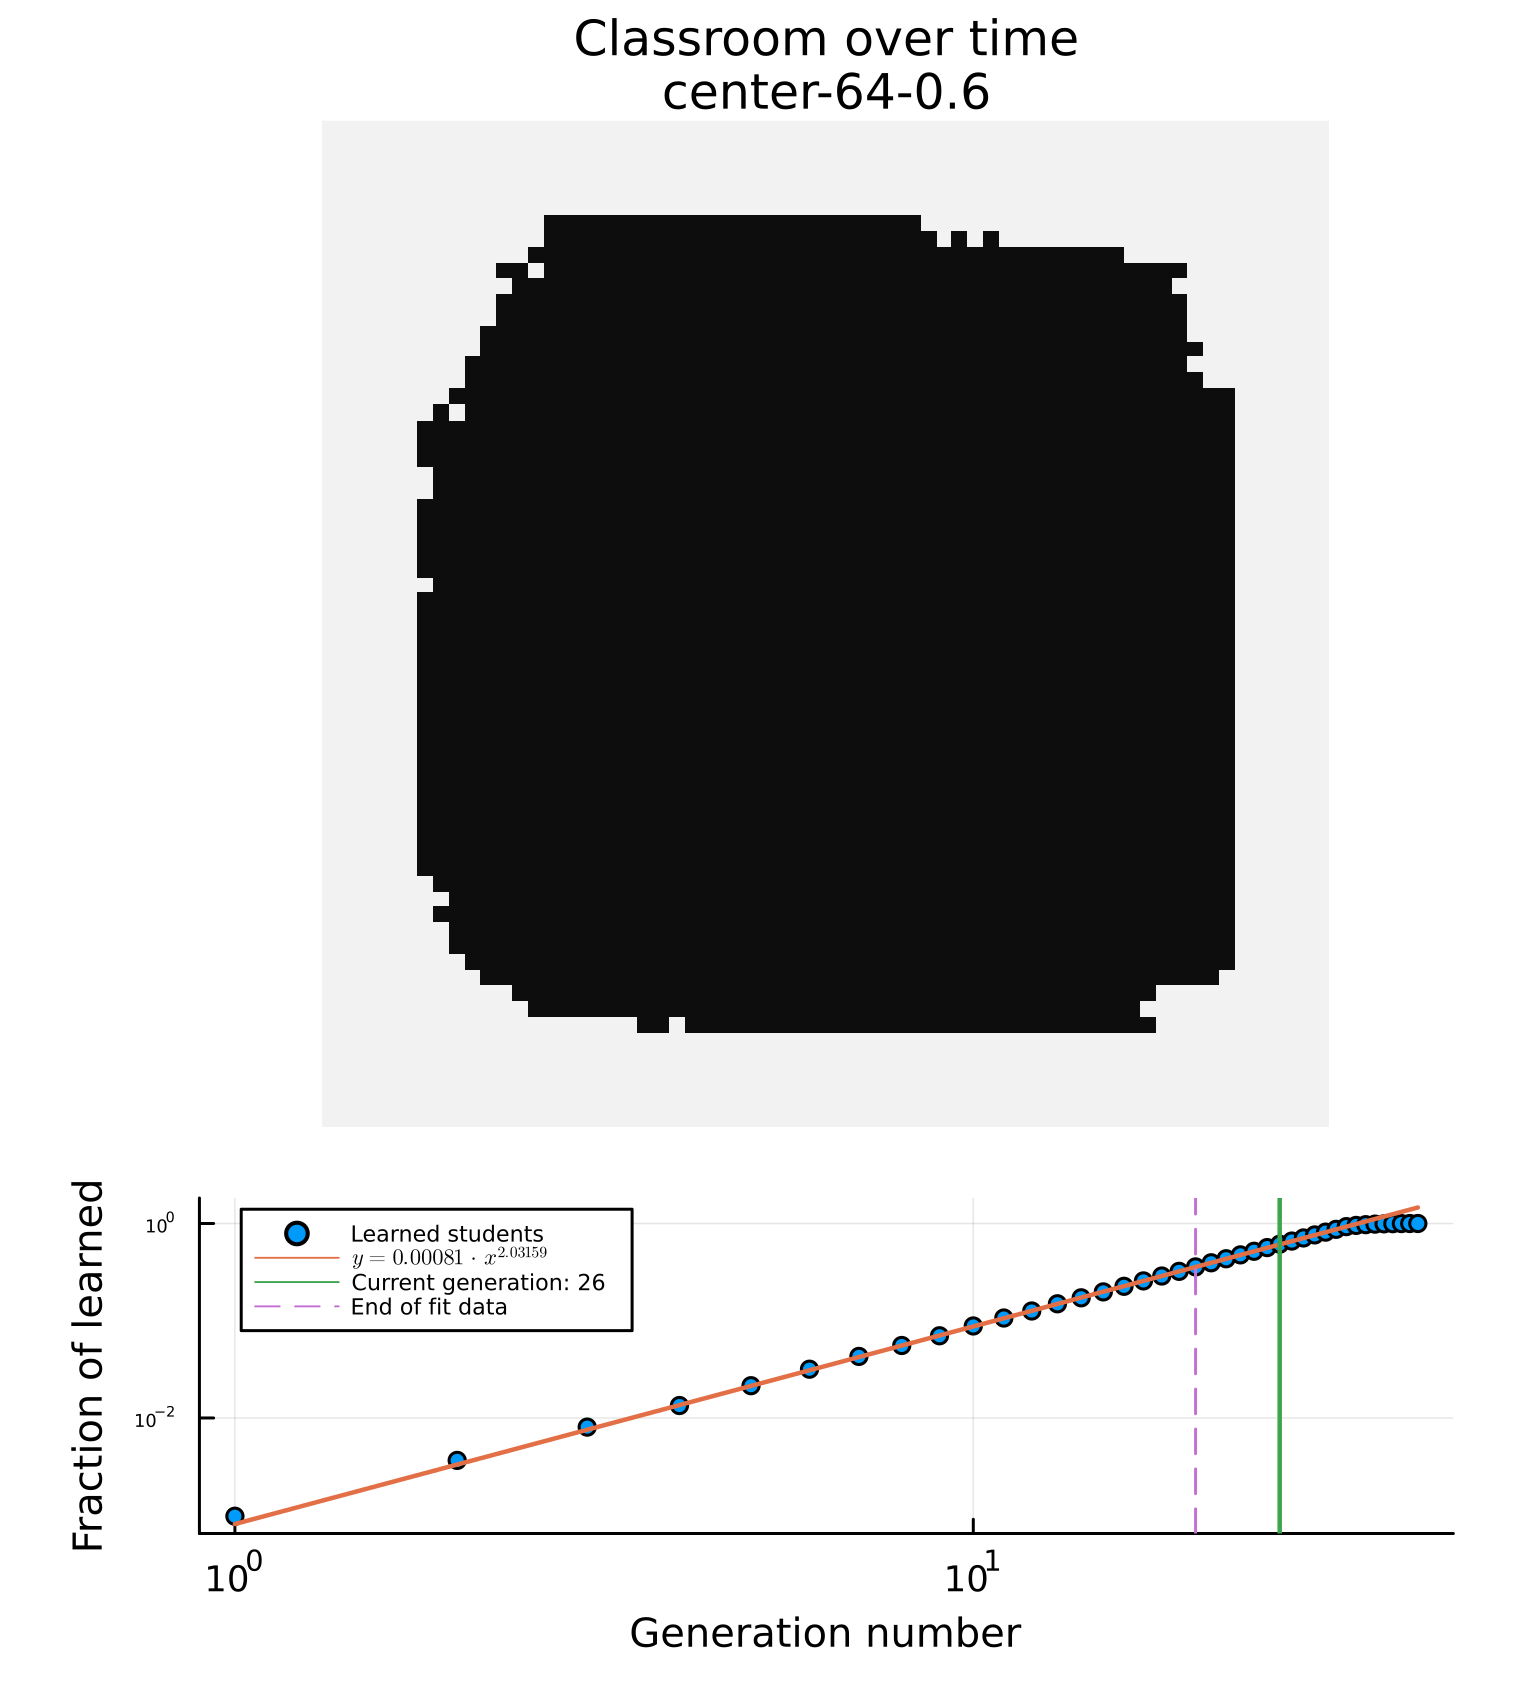 Classroom over time
center-64-0.6
Fraction of learned
10^0
10^-2
Learned students
y = 0.00081 · x^2.03159
Current generation: 26
End of fit data
10^0
10^1
Generation number